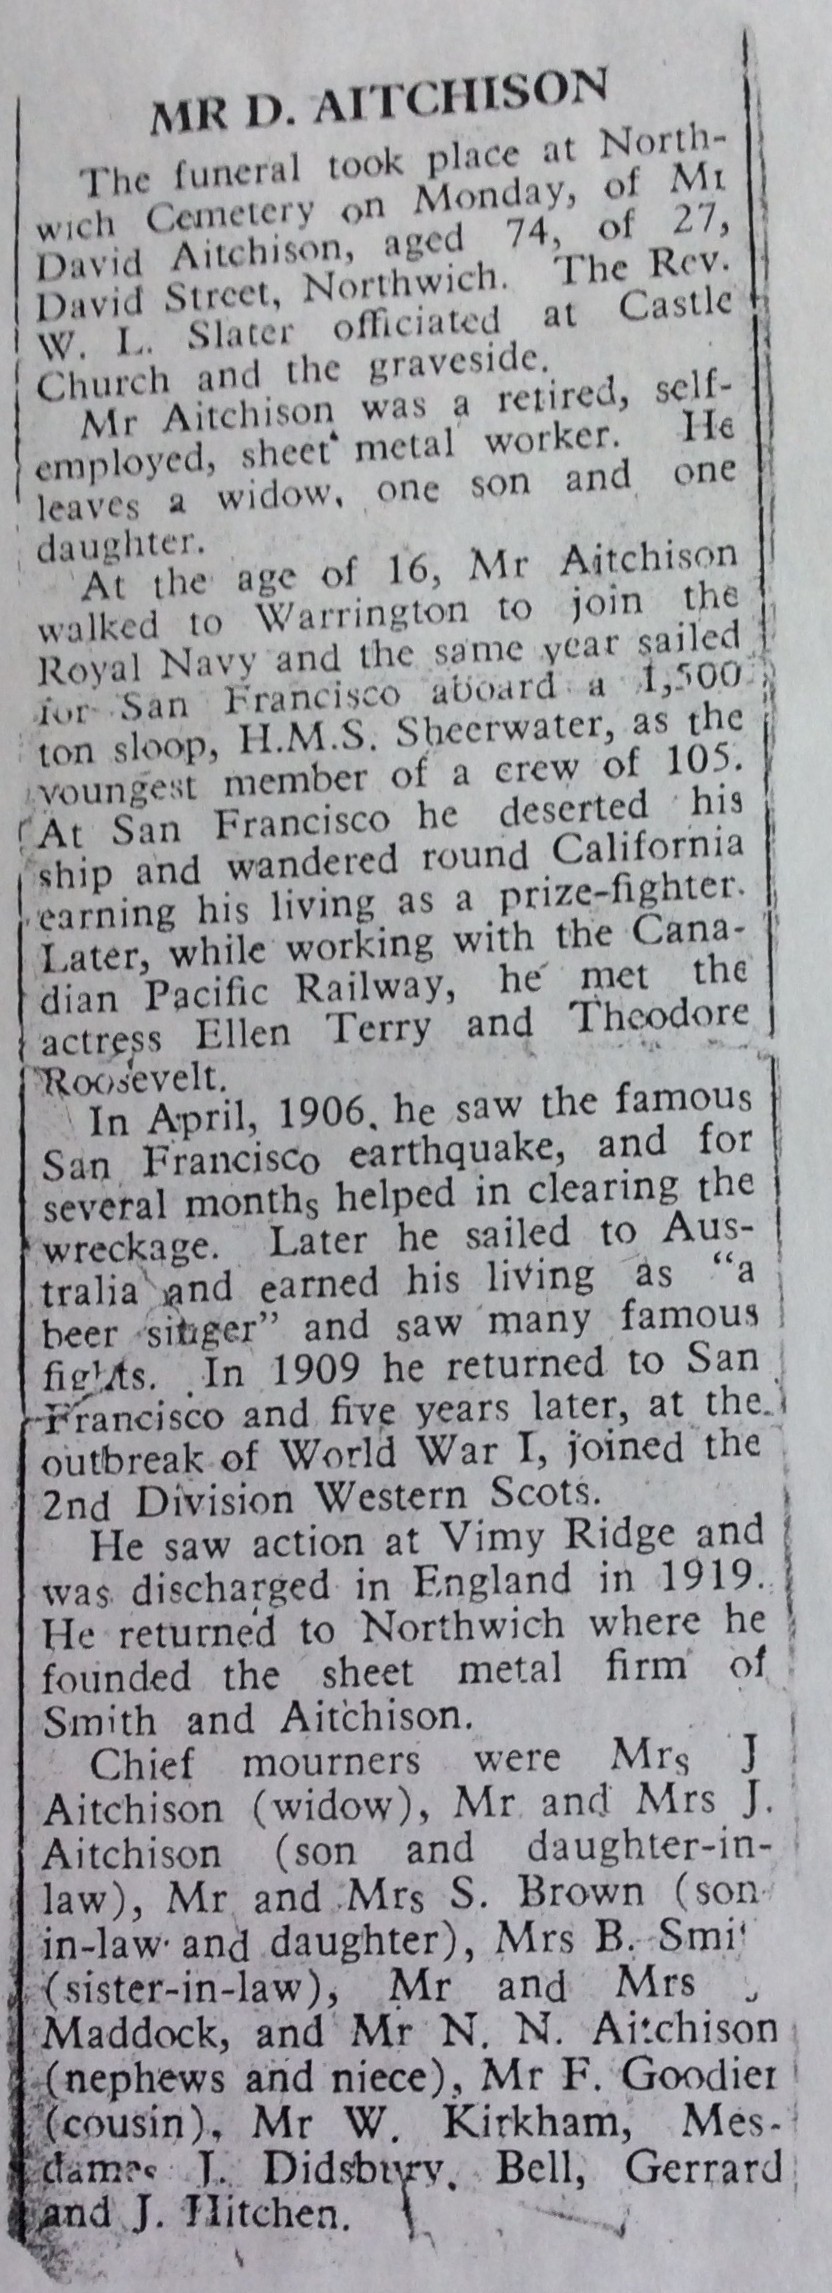 MR D. AITCHISON
The funeral took place at North-
wich Cemetery on Monday, of Mr
David Aitchison, aged 74, of 27,
David Street, Northwich. The Rev.
W. L. Slater officiated at Castle
Church and the graveside.
Mr Aitchison was a retired, self-
employed, sheet metal worker. He
leaves a widow, one son and one
daughter.
At the age of 16, Mr Aitchison
walked to Warrington to join the
Royal Navy and the same year sailed
for San Francisco aboard a 1,500
ton sloop, H.M.S. Sheerwater, as the
youngest member of a crew of 105.
At San Francisco he deserted his
ship and wandered round California
earning his living as a prize-fighter.
Later, while working with the Cana-
dian Pacific Railway, he met the
actress Ellen Terry and Theodore
Roosevelt.
In April, 1906, he saw the famous
San Francisco earthquake, and for
several months helped in clearing the
wreckage. Later he sailed to Aus-
tralia and earned his living as "a
beer singer" and saw many famous
fights. In 1909 he returned to San
Francisco and five years later, at the
outbreak of World War I, joined the
2nd Division Western Scots.
He saw action at Vimy Ridge and
was discharged in England in 1919.
He returned to Northwich where he
founded the sheet metal firm of
Smith and Aitchison.
Chief mourners were Mrs J
Aitchison (widow), Mr and Mrs J.
Aitchison (son and daughter-in-
law), Mr and Mrs S. Brown (son
in-law and daughter), Mrs B.
(sister-in-law), Mr and Mrs
Maddock, and Mr N. N. Aitchison
(nephews and niece), Mr F. Goodier
(cousin), Mr W. Kirkham, Mes-
dames J. Didsbury, Bell, Gerrard
and J. Hitchen.